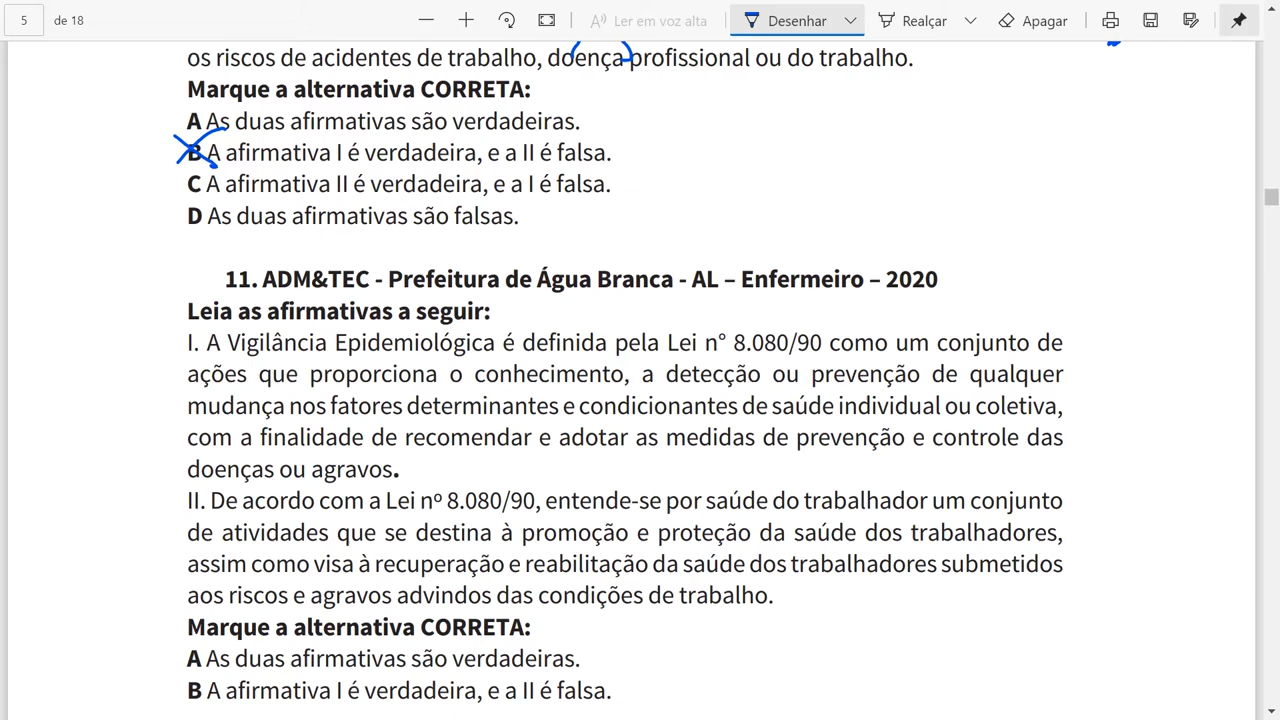 5 de 18 Ler em voz alta Desenhar Realçar Apagar
os riscos de acidentes de trabalho, doença profissional ou do trabalho.
Marque a alternativa CORRETA:
A As duas afirmativas são verdadeiras.
B A afirmativa I é verdadeira, e a II é falsa.
C A afirmativa II é verdadeira, e a I é falsa.
D As duas afirmativas são falsas.
11. ADM&TEC - Prefeitura de Água Branca - AL – Enfermeiro – 2020
Leia as afirmativas a seguir:
I. A Vigilância Epidemiológica é definida pela Lei n° 8.080/90 como um conjunto de
ações que proporciona o conhecimento, a detecção ou prevenção de qualquer
mudança nos fatores determinantes e condicionantes de saúde individual ou coletiva,
com a finalidade de recomendar e adotar as medidas de prevenção e controle das
doenças ou agravos.
II. De acordo com a Lei nº 8.080/90, entende-se por saúde do trabalhador um conjunto
de atividades que se destina à promoção e proteção da saúde dos trabalhadores,
assim como visa à recuperação e reabilitação da saúde dos trabalhadores submetidos
aos riscos e agravos advindos das condições de trabalho.
Marque a alternativa CORRETA:
A As duas afirmativas são verdadeiras.
B A afirmativa I é verdadeira, e a II é falsa.